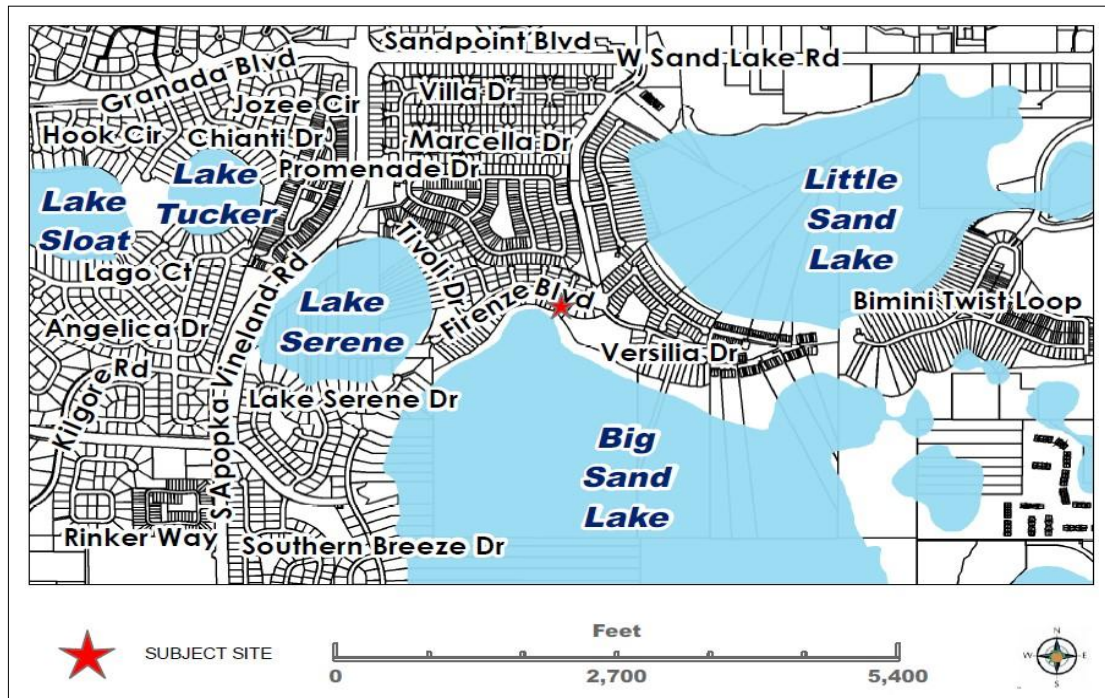 Sandpoint Blvd
W Sand Lake Rd
Granada Blvd
Villa Dr
Jozee Cir
Hook Cir
Chianti Dr
Marcella Dr
Promenade Dr
Lake
Tucker
Lake
Sloat
Little
Sand
Lake
Lago Ct
Tivoli Dr
Lake
Serene
Firenze Blvd
Bimini Twist Loop
Angelica Dr
Versilia Dr
Kilgore Rd
S Apopka Vineland Rd
Lake Serene Dr
Big
Sand
Lake
Rinker Way
Southern Breeze Dr
SUBJECT SITE
Feet
0
2,700
5,400
N
W
E
S